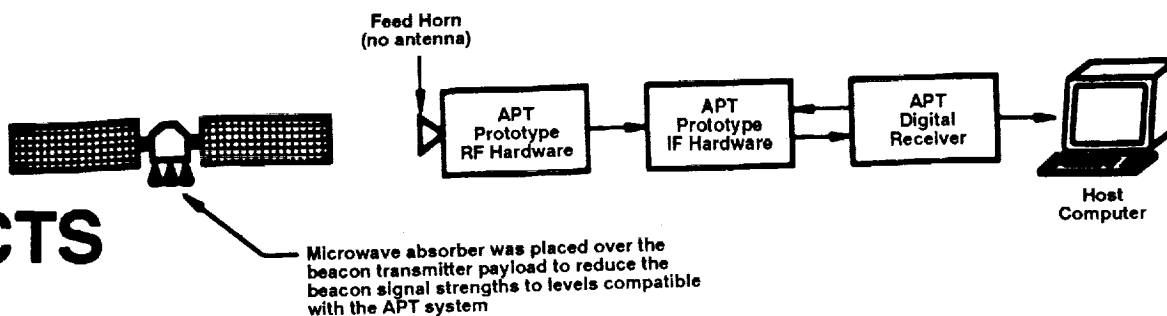 Feed Horn
(no antenna)
APT
Prototype
RF Hardware
APT
Prototype
IF Hardware
APT
Digital
Receiver
Host
Computer
CTS
Microwave absorber was placed over the
beacon transmitter payload to reduce the
beacon signal strengths to levels compatible
with the APT system